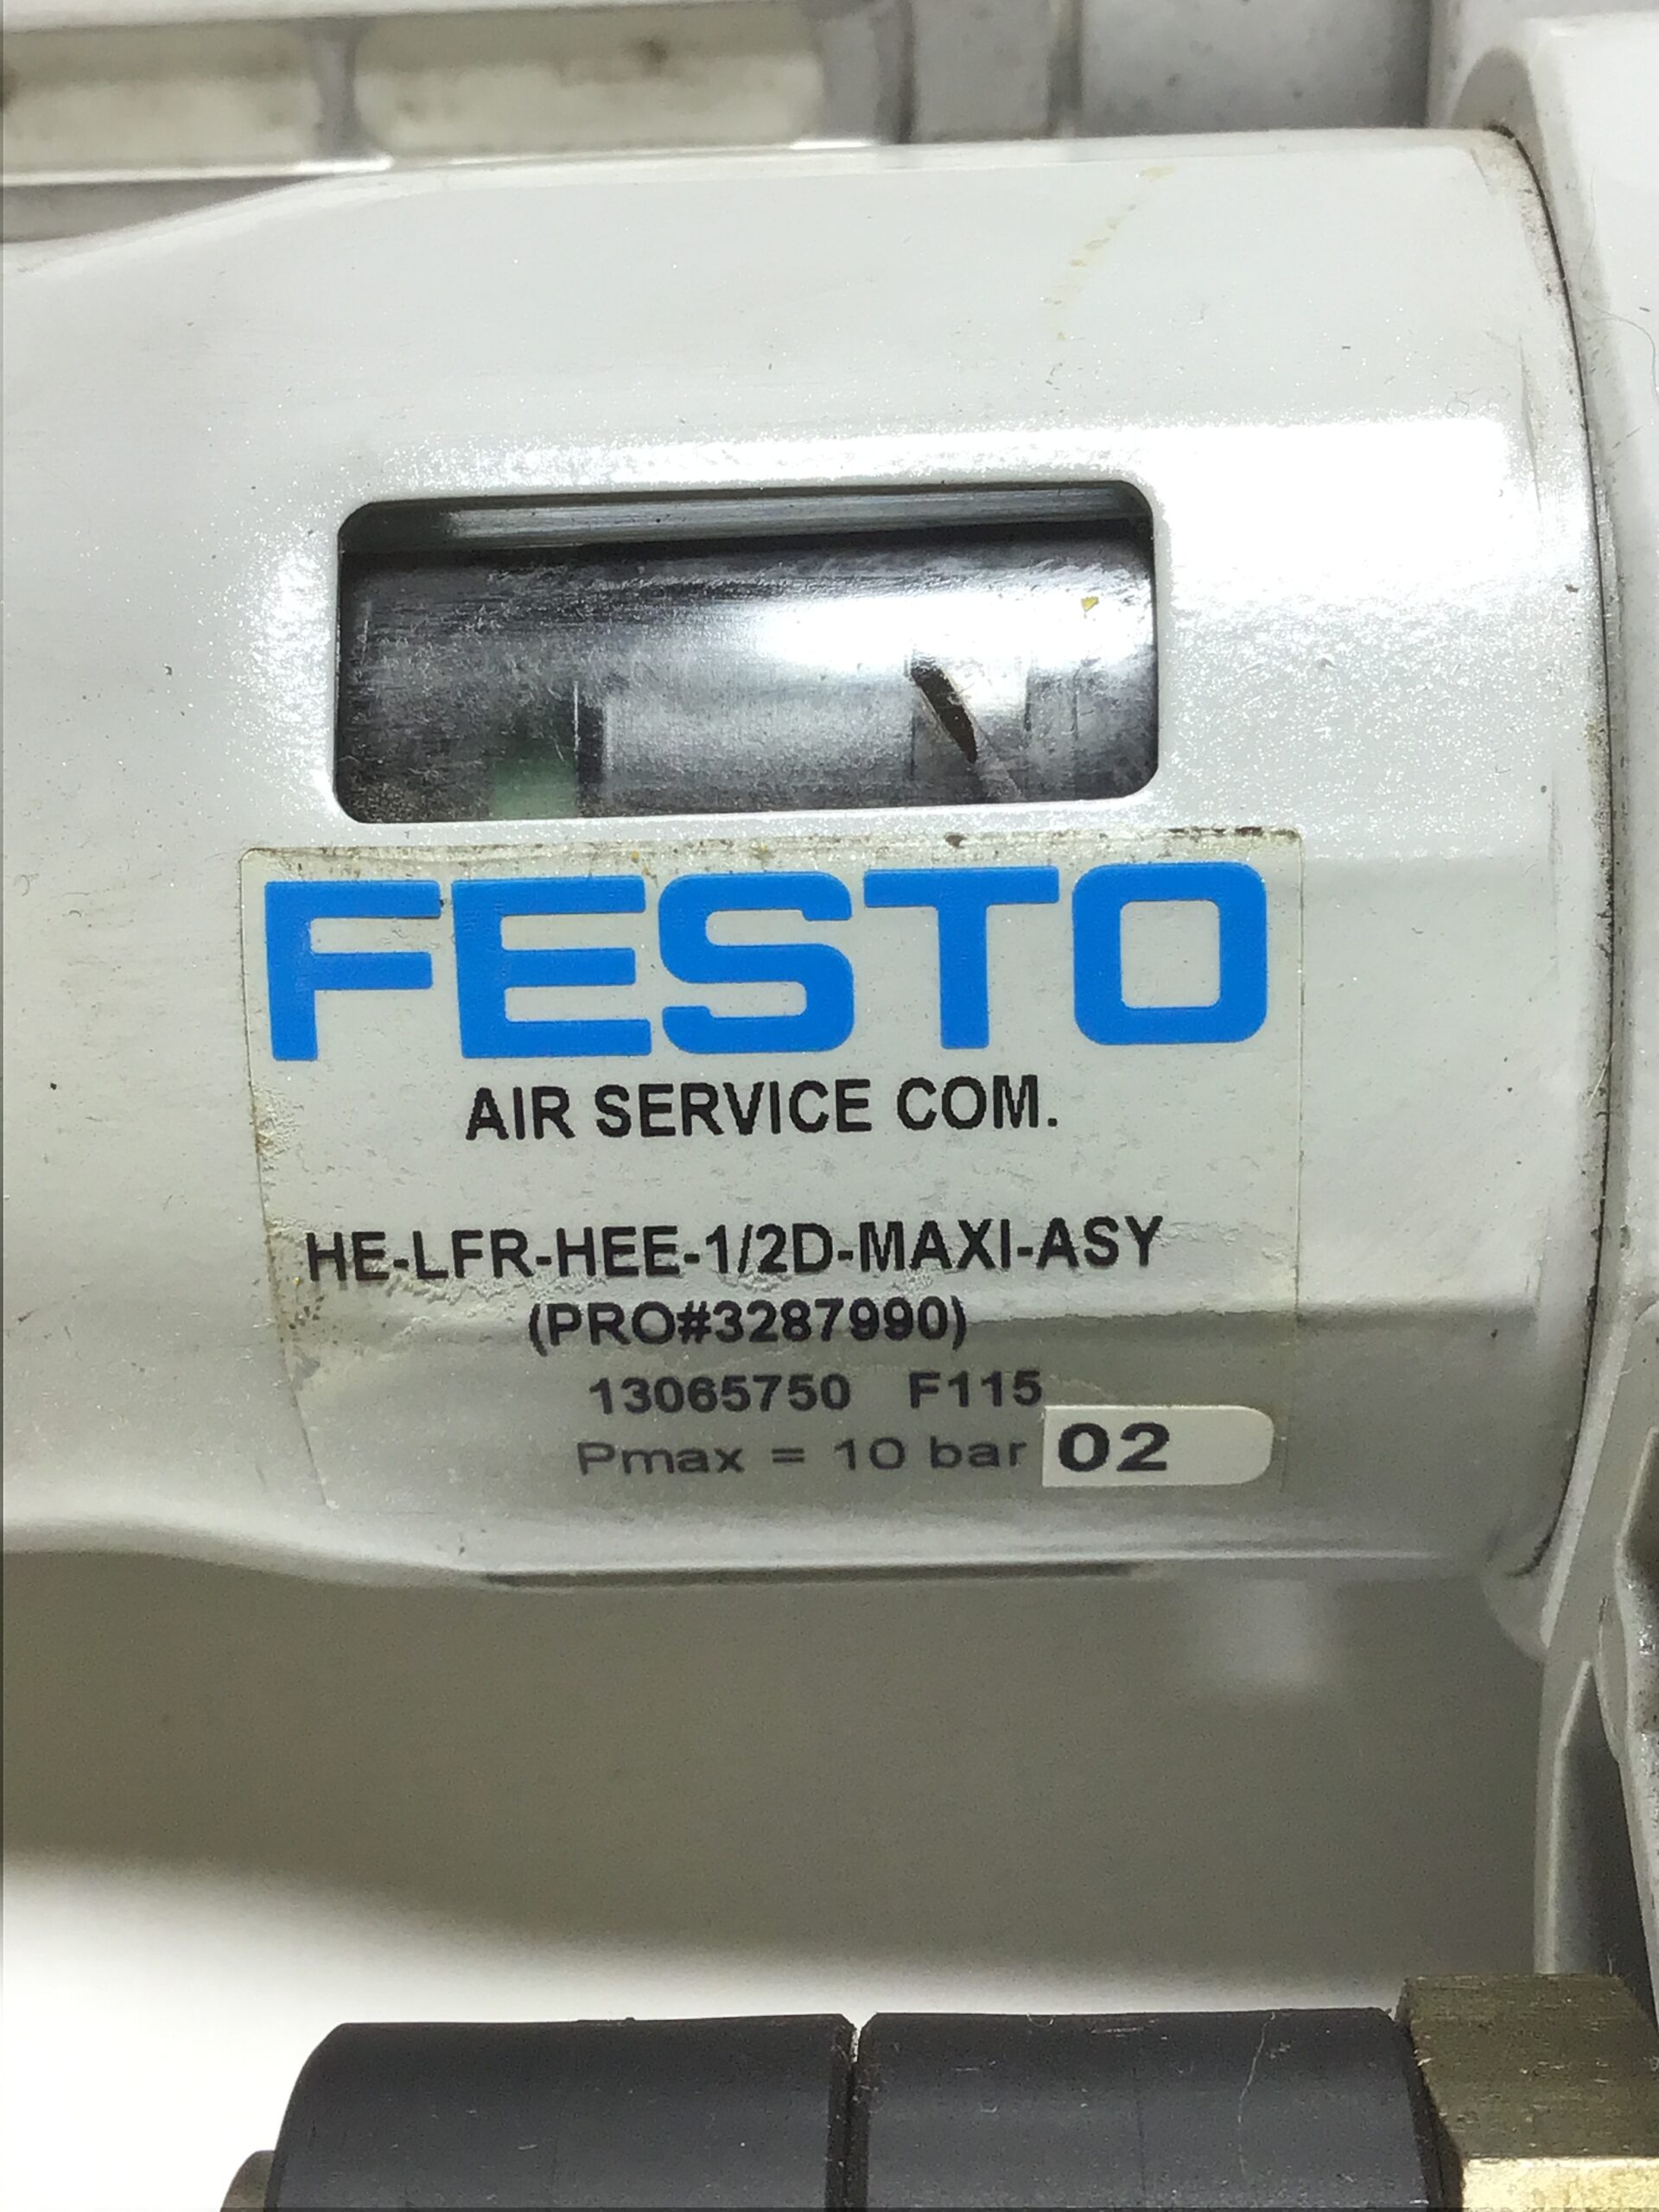 FESTO
AIR SERVICE COM.
HE-LFR-HEE-1/2D-MAXI-ASY
(PRO#3287990)
13065750 F115
Pmax = 10 bar 02